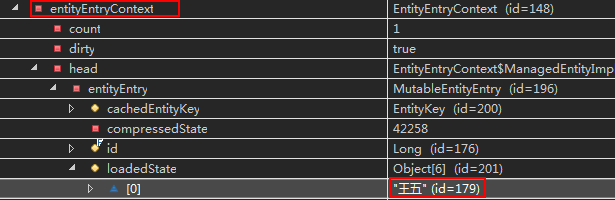 entityEntryContext EntityEntryContext (id=148)
count 1
dirty true
head EntityEntryContext$ManagedEntityImp
entityEntry MutableEntityEntry (id=196)
cachedEntityKey EntityKey (id=200)
compressedState 42258
id Long (id=176)
loadedState Object[6] (id=201)
[0] "王五" (id=179)